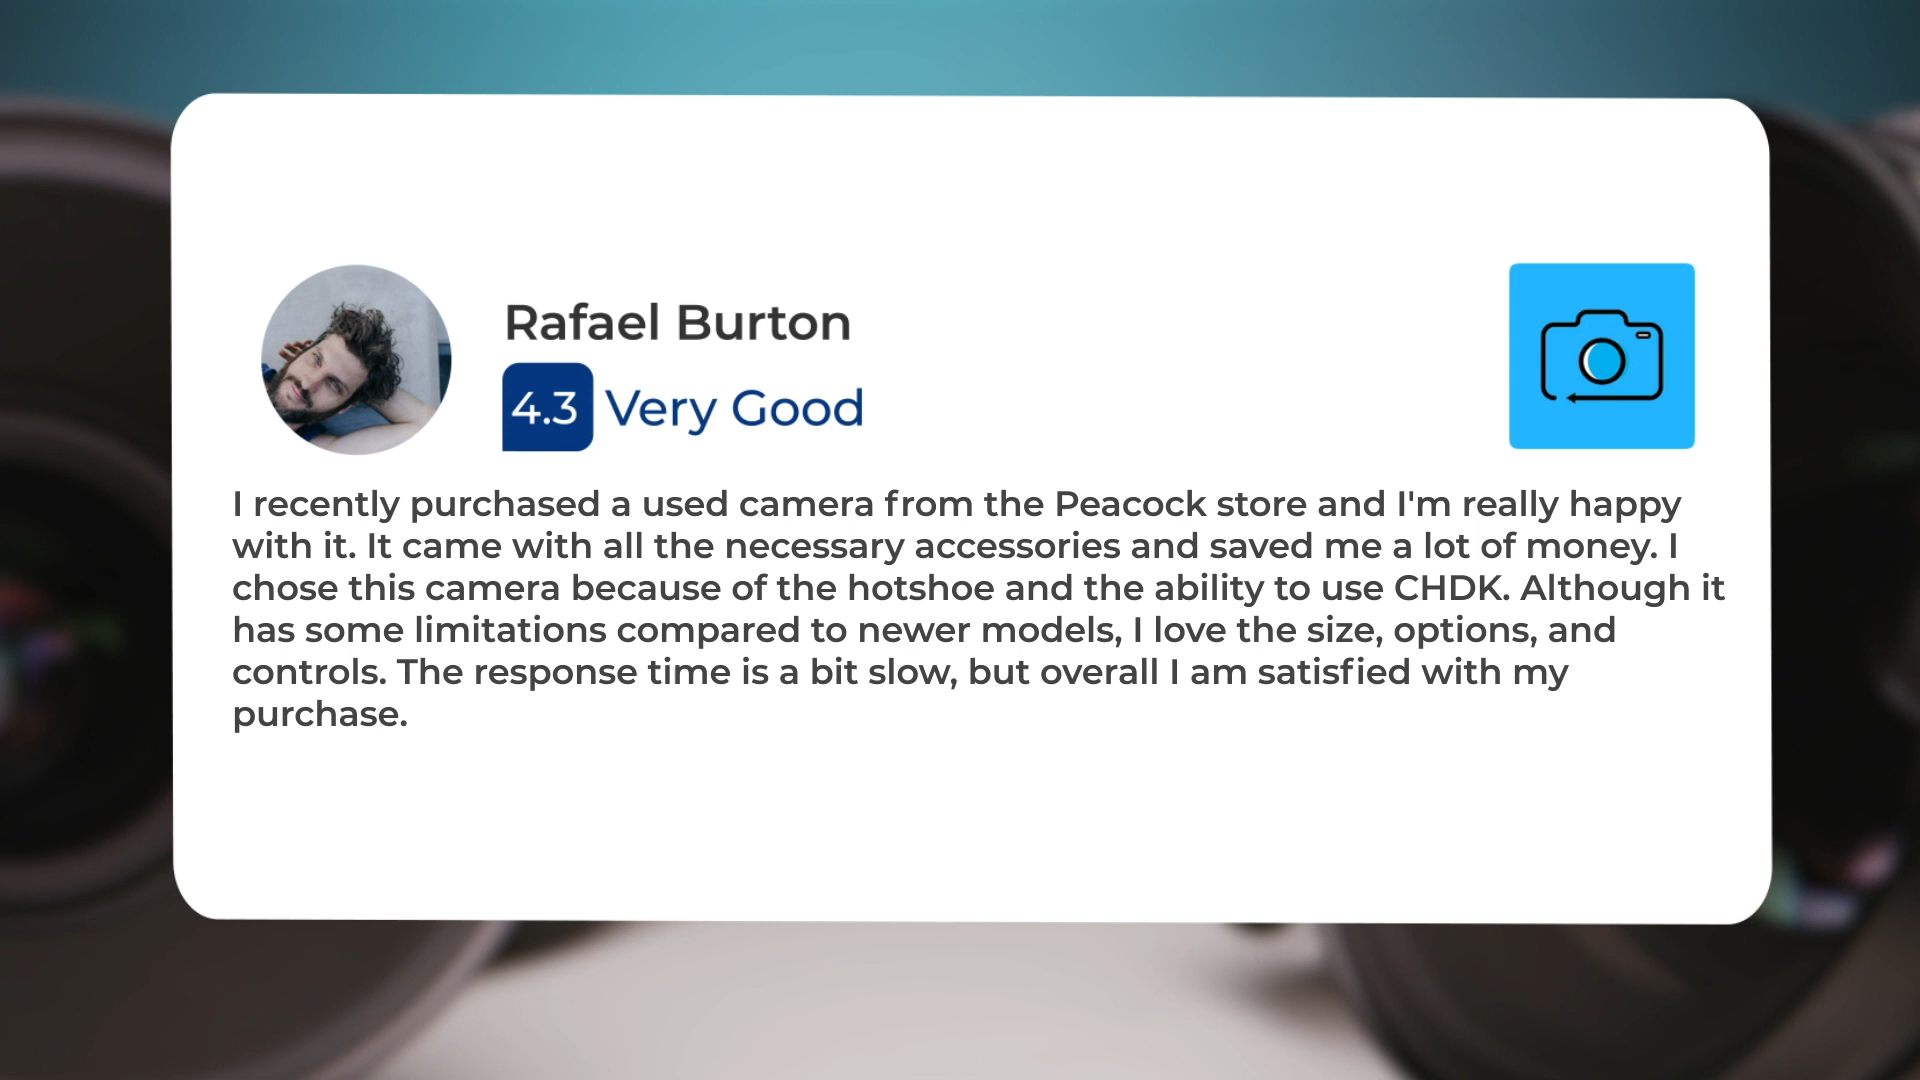 Rafael Burton
4.3 Very Good
I recently purchased a used camera from the Peacock store and I'm really happy
with it. It came with all the necessary accessories and saved me a lot of money. I
chose this camera because of the hotshoe and the ability to use CHDK. Although it
has some limitations compared to newer models, I love the size, options, and
controls. The response time is a bit slow, but overall I am satisfied with my
purchase.